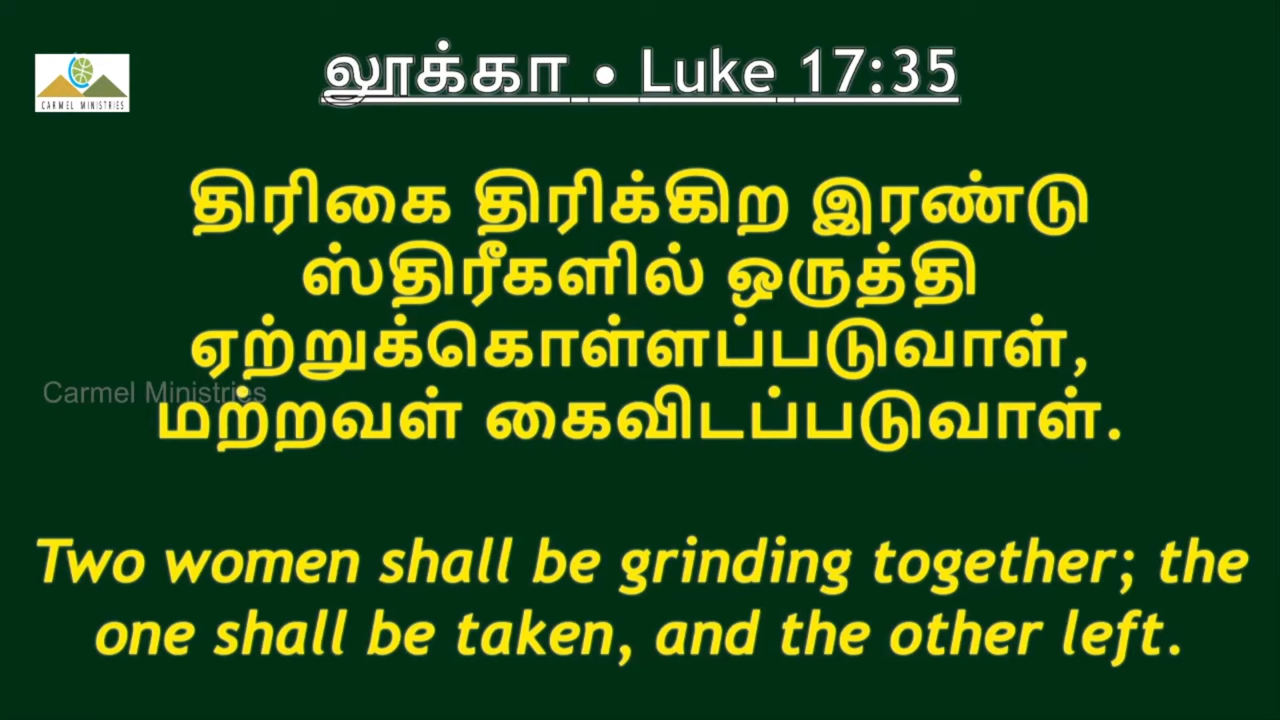 லூக்கா • Luke 17:35
CARMEL MINISTRIES
திரிகை திரிக்கிற இரண்டு
ஸ்திரீகளில் ஒருத்தி
ஏற்றுக்கொள்ளப்படுவாள்,
Carmel Ministries
மற்றவள் கைவிடப்படுவாள்.
Two women shall be grinding together; the
one shall be taken, and the other left.